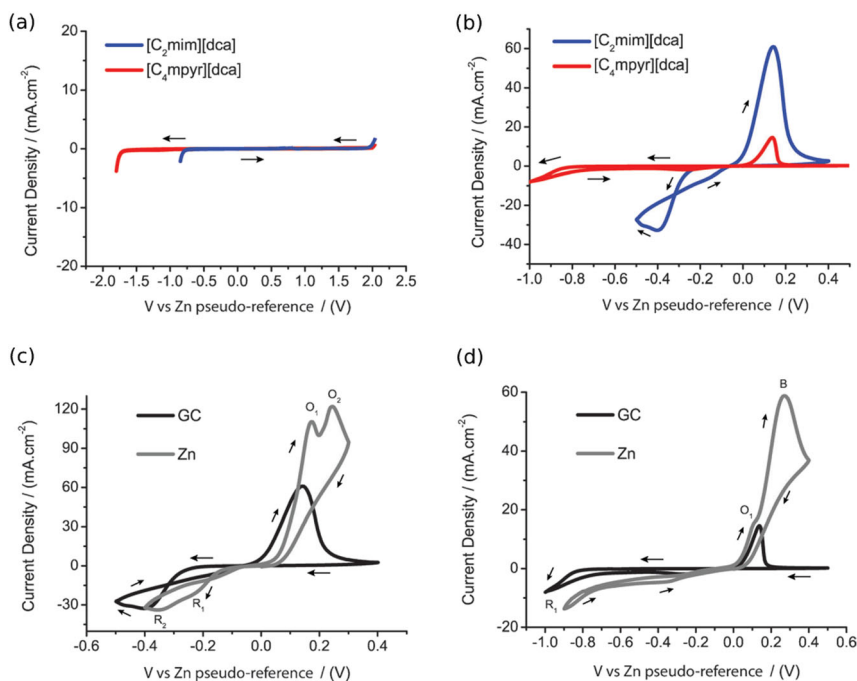 (a)
[C₂mim][dca]
[C₄mpyr][dca]
Current Density / (mA.cm⁻²)
20
10
0
-10
-20
-2.0 -1.5 -1.0 -0.5 0.0 0.5 1.0 1.5 2.0 2.5
V vs Zn pseudo-reference / (V)
(b)
[C₂mim][dca]
[C₄mpyr][dca]
Current Density / (mA.cm⁻²)
60
40
20
0
-20
-40
-1.0 -0.8 -0.6 -0.4 -0.2 0.0 0.2 0.4
V vs Zn pseudo-reference / (V)
(c)
GC
Zn
O₁ O₂
R₁
R₂
Current Density / (mA.cm⁻²)
120
90
60
30
0
-30
-0.6 -0.4 -0.2 0.0 0.2 0.4
V vs Zn pseudo-reference / (V)
(d)
GC
Zn
B
O₁
R₁
Current Density / (mA.cm⁻²)
60
40
20
0
-20
-1.0 -0.8 -0.6 -0.4 -0.2 0.0 0.2 0.4 0.6
V vs Zn pseudo-reference / (V)